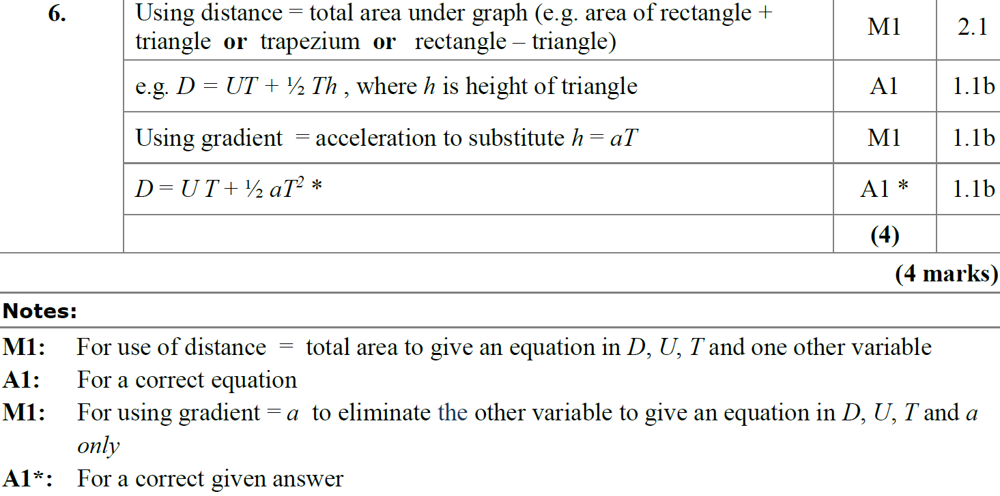 6. Using distance = total area under graph (e.g. area of rectangle +
triangle or trapezium or rectangle – triangle) M1 2.1
e.g. D = UT + ½ Th , where h is height of triangle A1 1.1b
Using gradient = acceleration to substitute h = aT M1 1.1b
D = U T + ½ aT² * A1 * 1.1b
(4)
(4 marks)
Notes:
M1: For use of distance = total area to give an equation in D, U, T and one other variable
A1: For a correct equation
M1: For using gradient = a to eliminate the other variable to give an equation in D, U, T and a
only
A1*: For a correct given answer